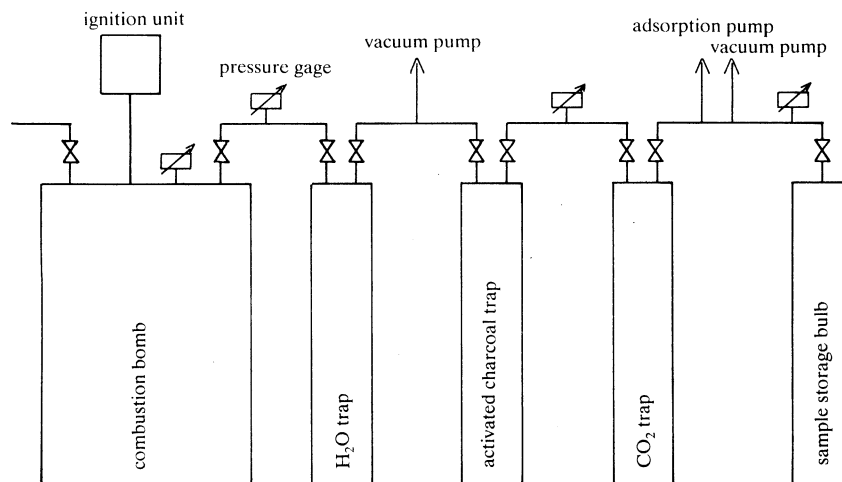 ignition unit
pressure gage
vacuum pump
adsorption pump
vacuum pump
combustion bomb
H₂O trap
activated charcoal trap
CO₂ trap
sample storage bulb